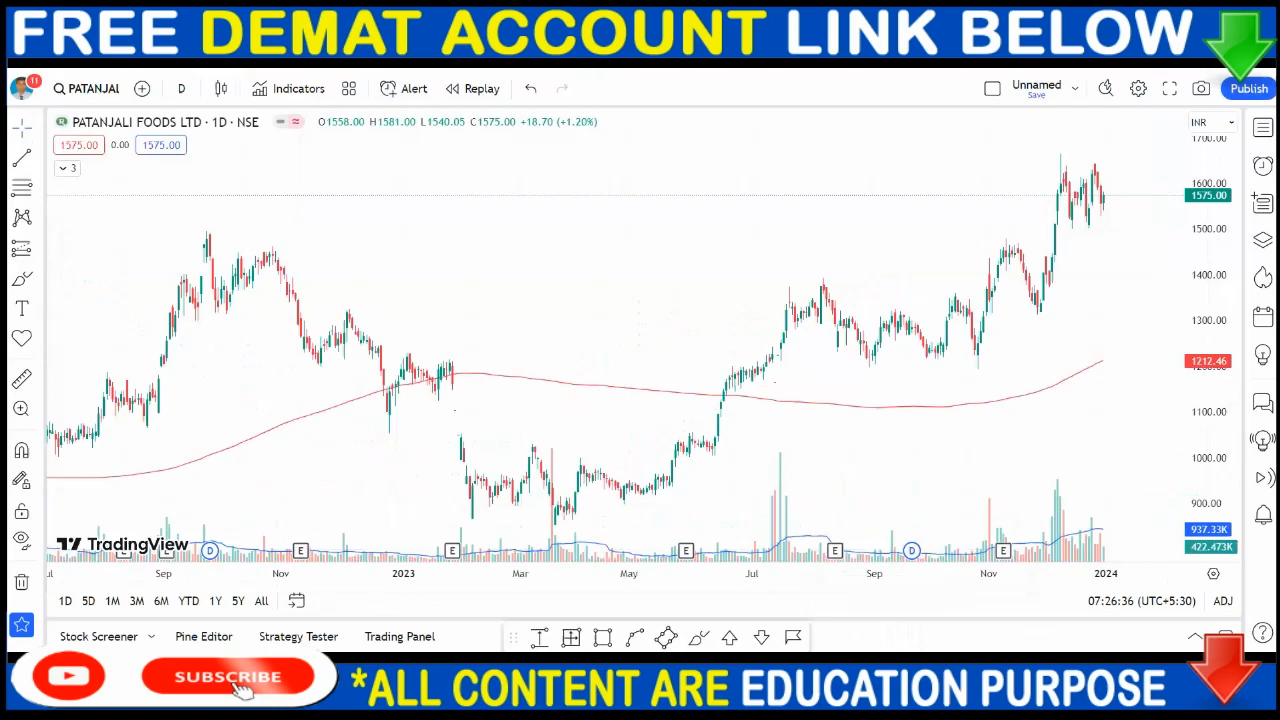 FREE DEMAT ACCOUNT LINK BELOW
11
PATANJAL
D
Indicators
Alert
Replay
Unnamed
Save
Publish
PATANJALI FOODS LTD · 1D · NSE
O1558.00 H1581.00 L1540.05 C1575.00 +18.70 (+1.20%)
INR
1575.00
0.00
1575.00
3
1700.00
1600.00
1575.00
1500.00
1400.00
1300.00
1212.46
1100.00
1000.00
900.00
937.33K
422.473K
TradingView
D
E
E
E
E
D
E
Sep
Nov
2023
Mar
May
Jul
Sep
Nov
2024
1D 5D 1M 3M 6M YTD 1Y 5Y All
07:26:36 (UTC+5:30)
ADJ
Stock Screener
Pine Editor
Strategy Tester
Trading Panel
SUBSCRIBE
*ALL CONTENT ARE EDUCATION PURPOSE